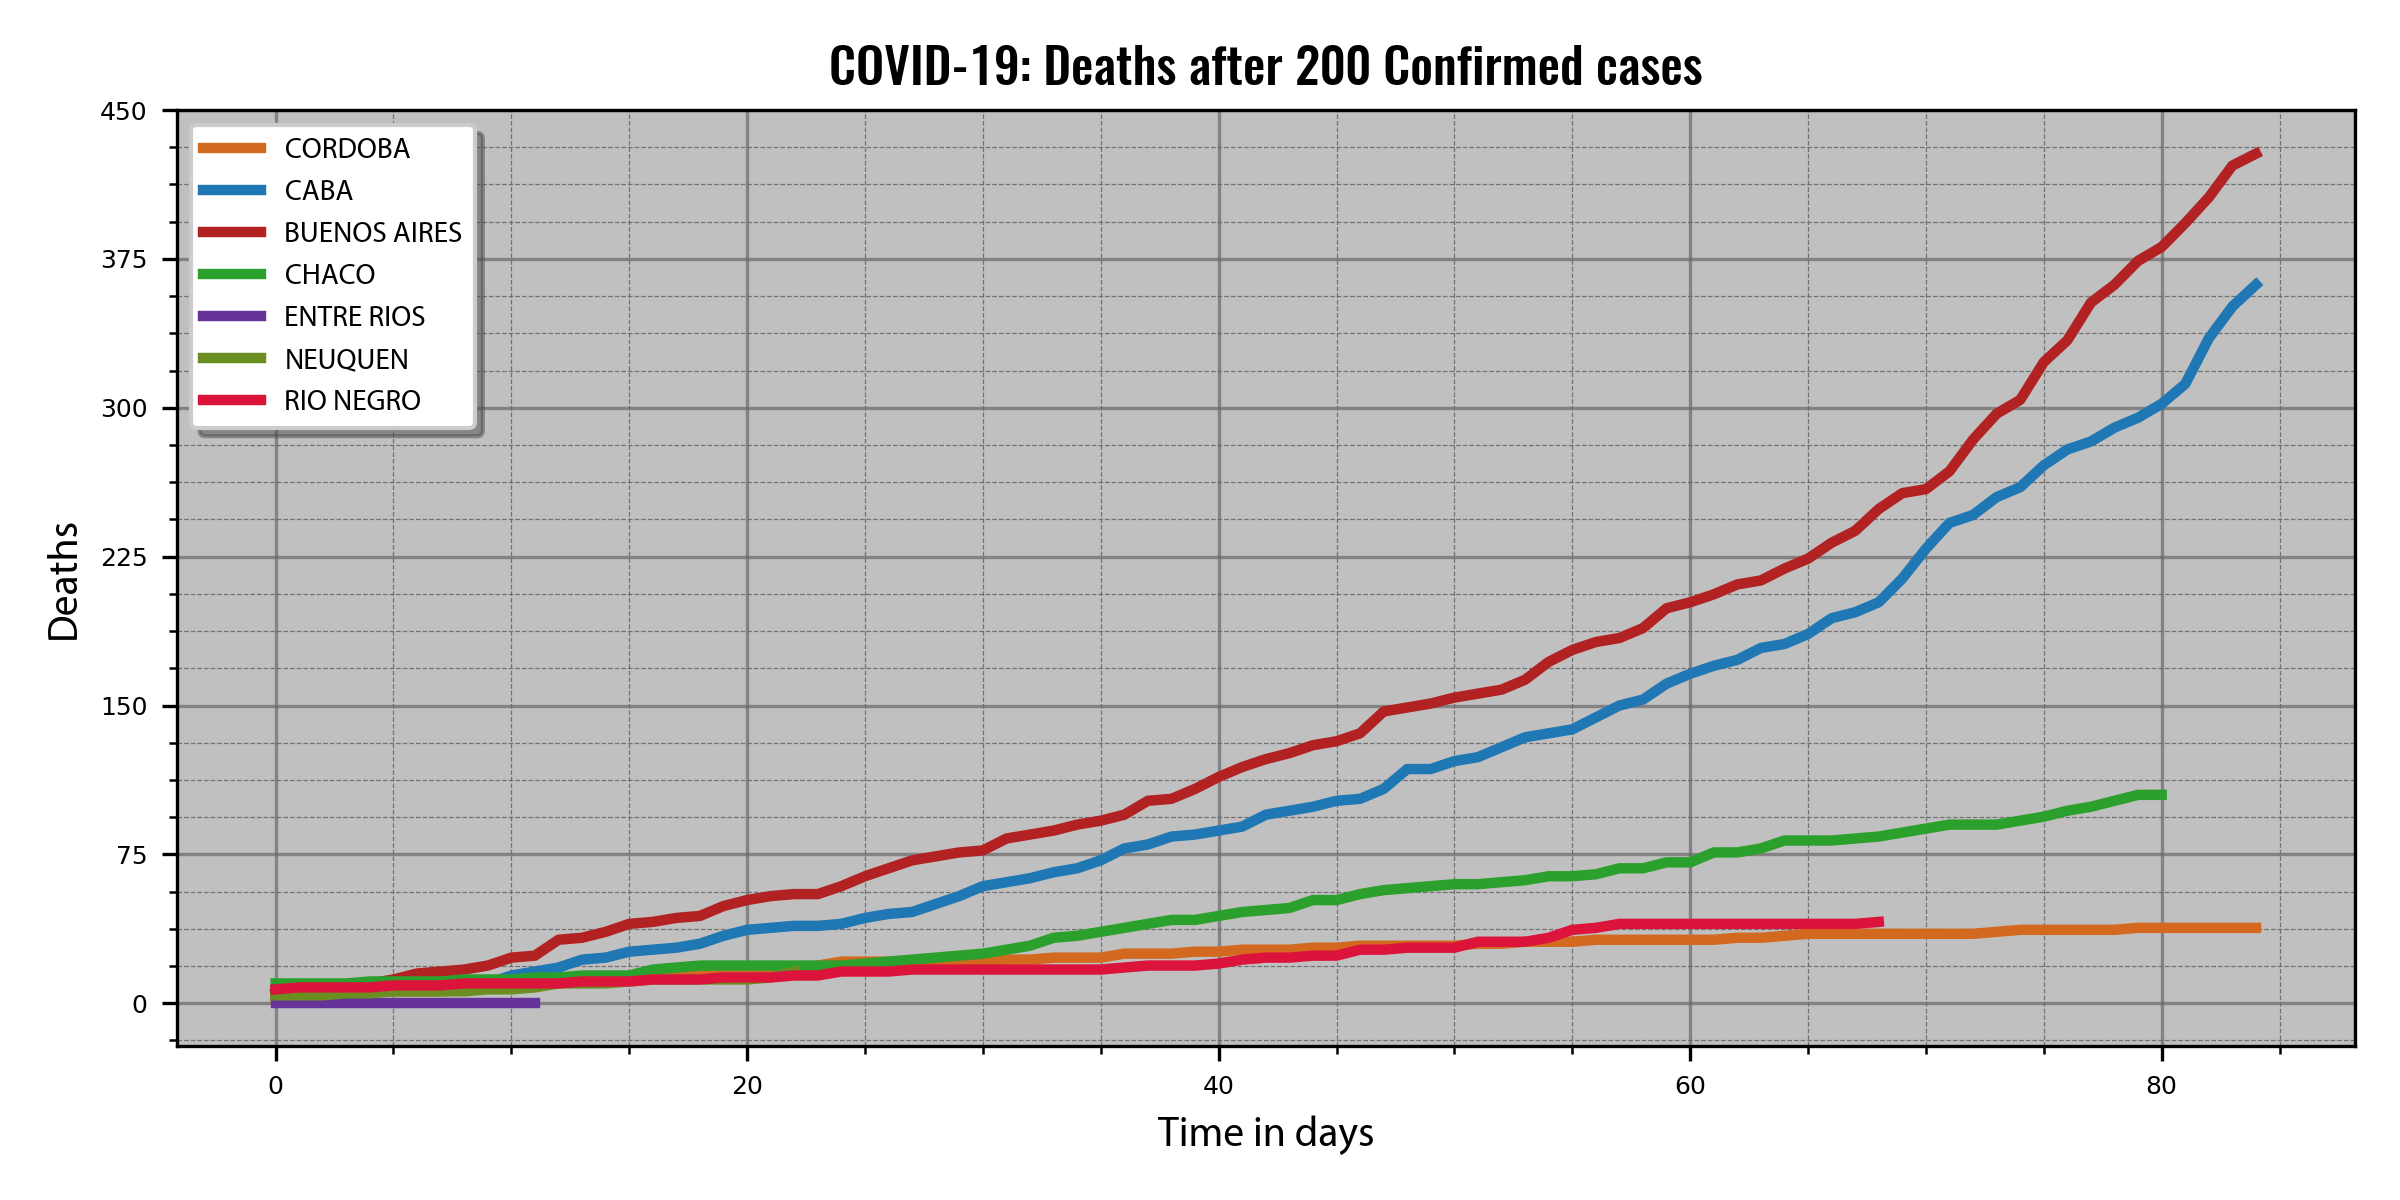 COVID-19: Deaths after 200 Confirmed cases
450
375
300
225
150
75
0
Deaths
CORDOBA
CABA
BUENOS AIRES
CHACO
ENTRE RIOS
NEUQUEN
RIO NEGRO
0 20 40 60 80
Time in days